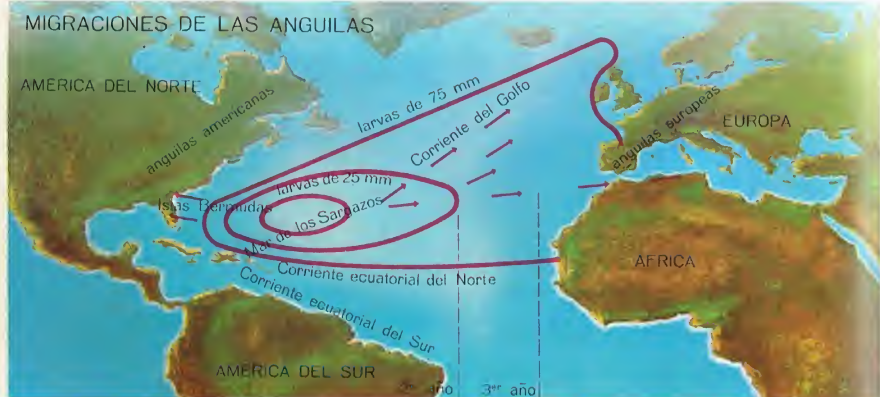 MIGRACIONES DE LAS ANGUILAS
AMERICA DEL NORTE
anguilas americanas
larvas de 75 mm
Corriente del Golfo
anguilas europeas
EUROPA
larvas de 25 mm
Islas Bermudas
Mar de los Sargazos
Corriente ecuatorial del Norte
AFRICA
Corriente ecuatorial del Sur
AMERICA DEL SUR
año
3er año